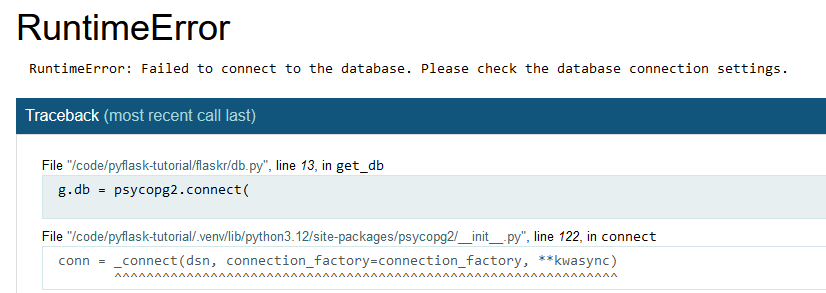 RuntimeError
RuntimeError: Failed to connect to the database. Please check the database connection settings.
Traceback (most recent call last)
File "/code/pyflask-tutorial/flaskr/db.py", line 13, in get_db
g.db = psycopg2.connect(
File "/code/pyflask-tutorial/.venv/lib/python3.12/site-packages/psycopg2/__init__.py", line 122, in connect
conn = _connect(dsn, connection_factory=connection_factory, **kwasync)
^^^^^^^^^^^^^^^^^^^^^^^^^^^^^^^^^^^^^^^^^^^^^^^^^^^^^^^^^^^^^^^